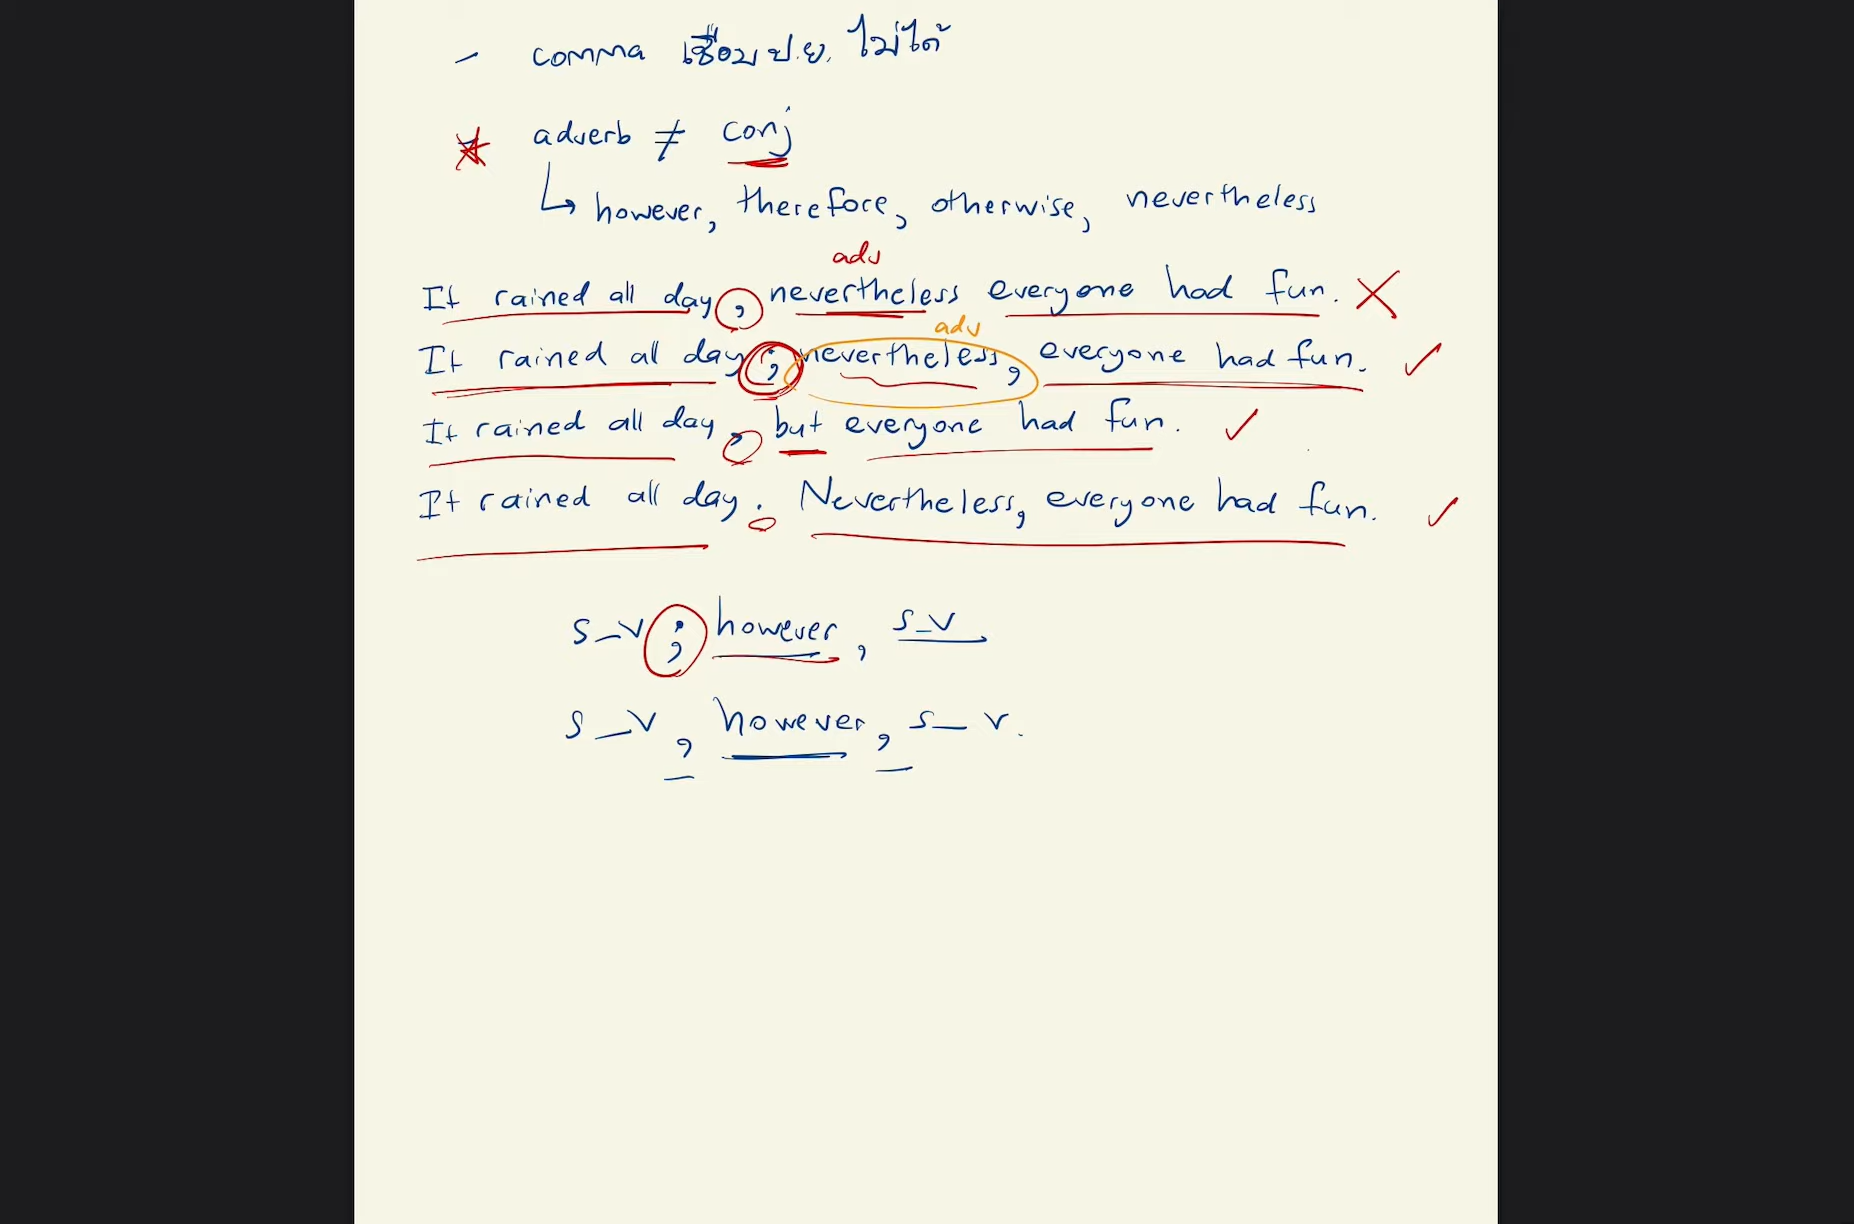 - comma เชื่อม ป.ย. ไม่ได้
* adverb ≠ conj
↳ however, therefore, otherwise, nevertheless
adv
It rained all day, nevertheless everyone had fun. ✗
adv
It rained all day; nevertheless, everyone had fun. ✓
It rained all day, but everyone had fun. ✓
It rained all day. Nevertheless, everyone had fun. ✓
S_V; however, S_V
S_V, however, S_V.